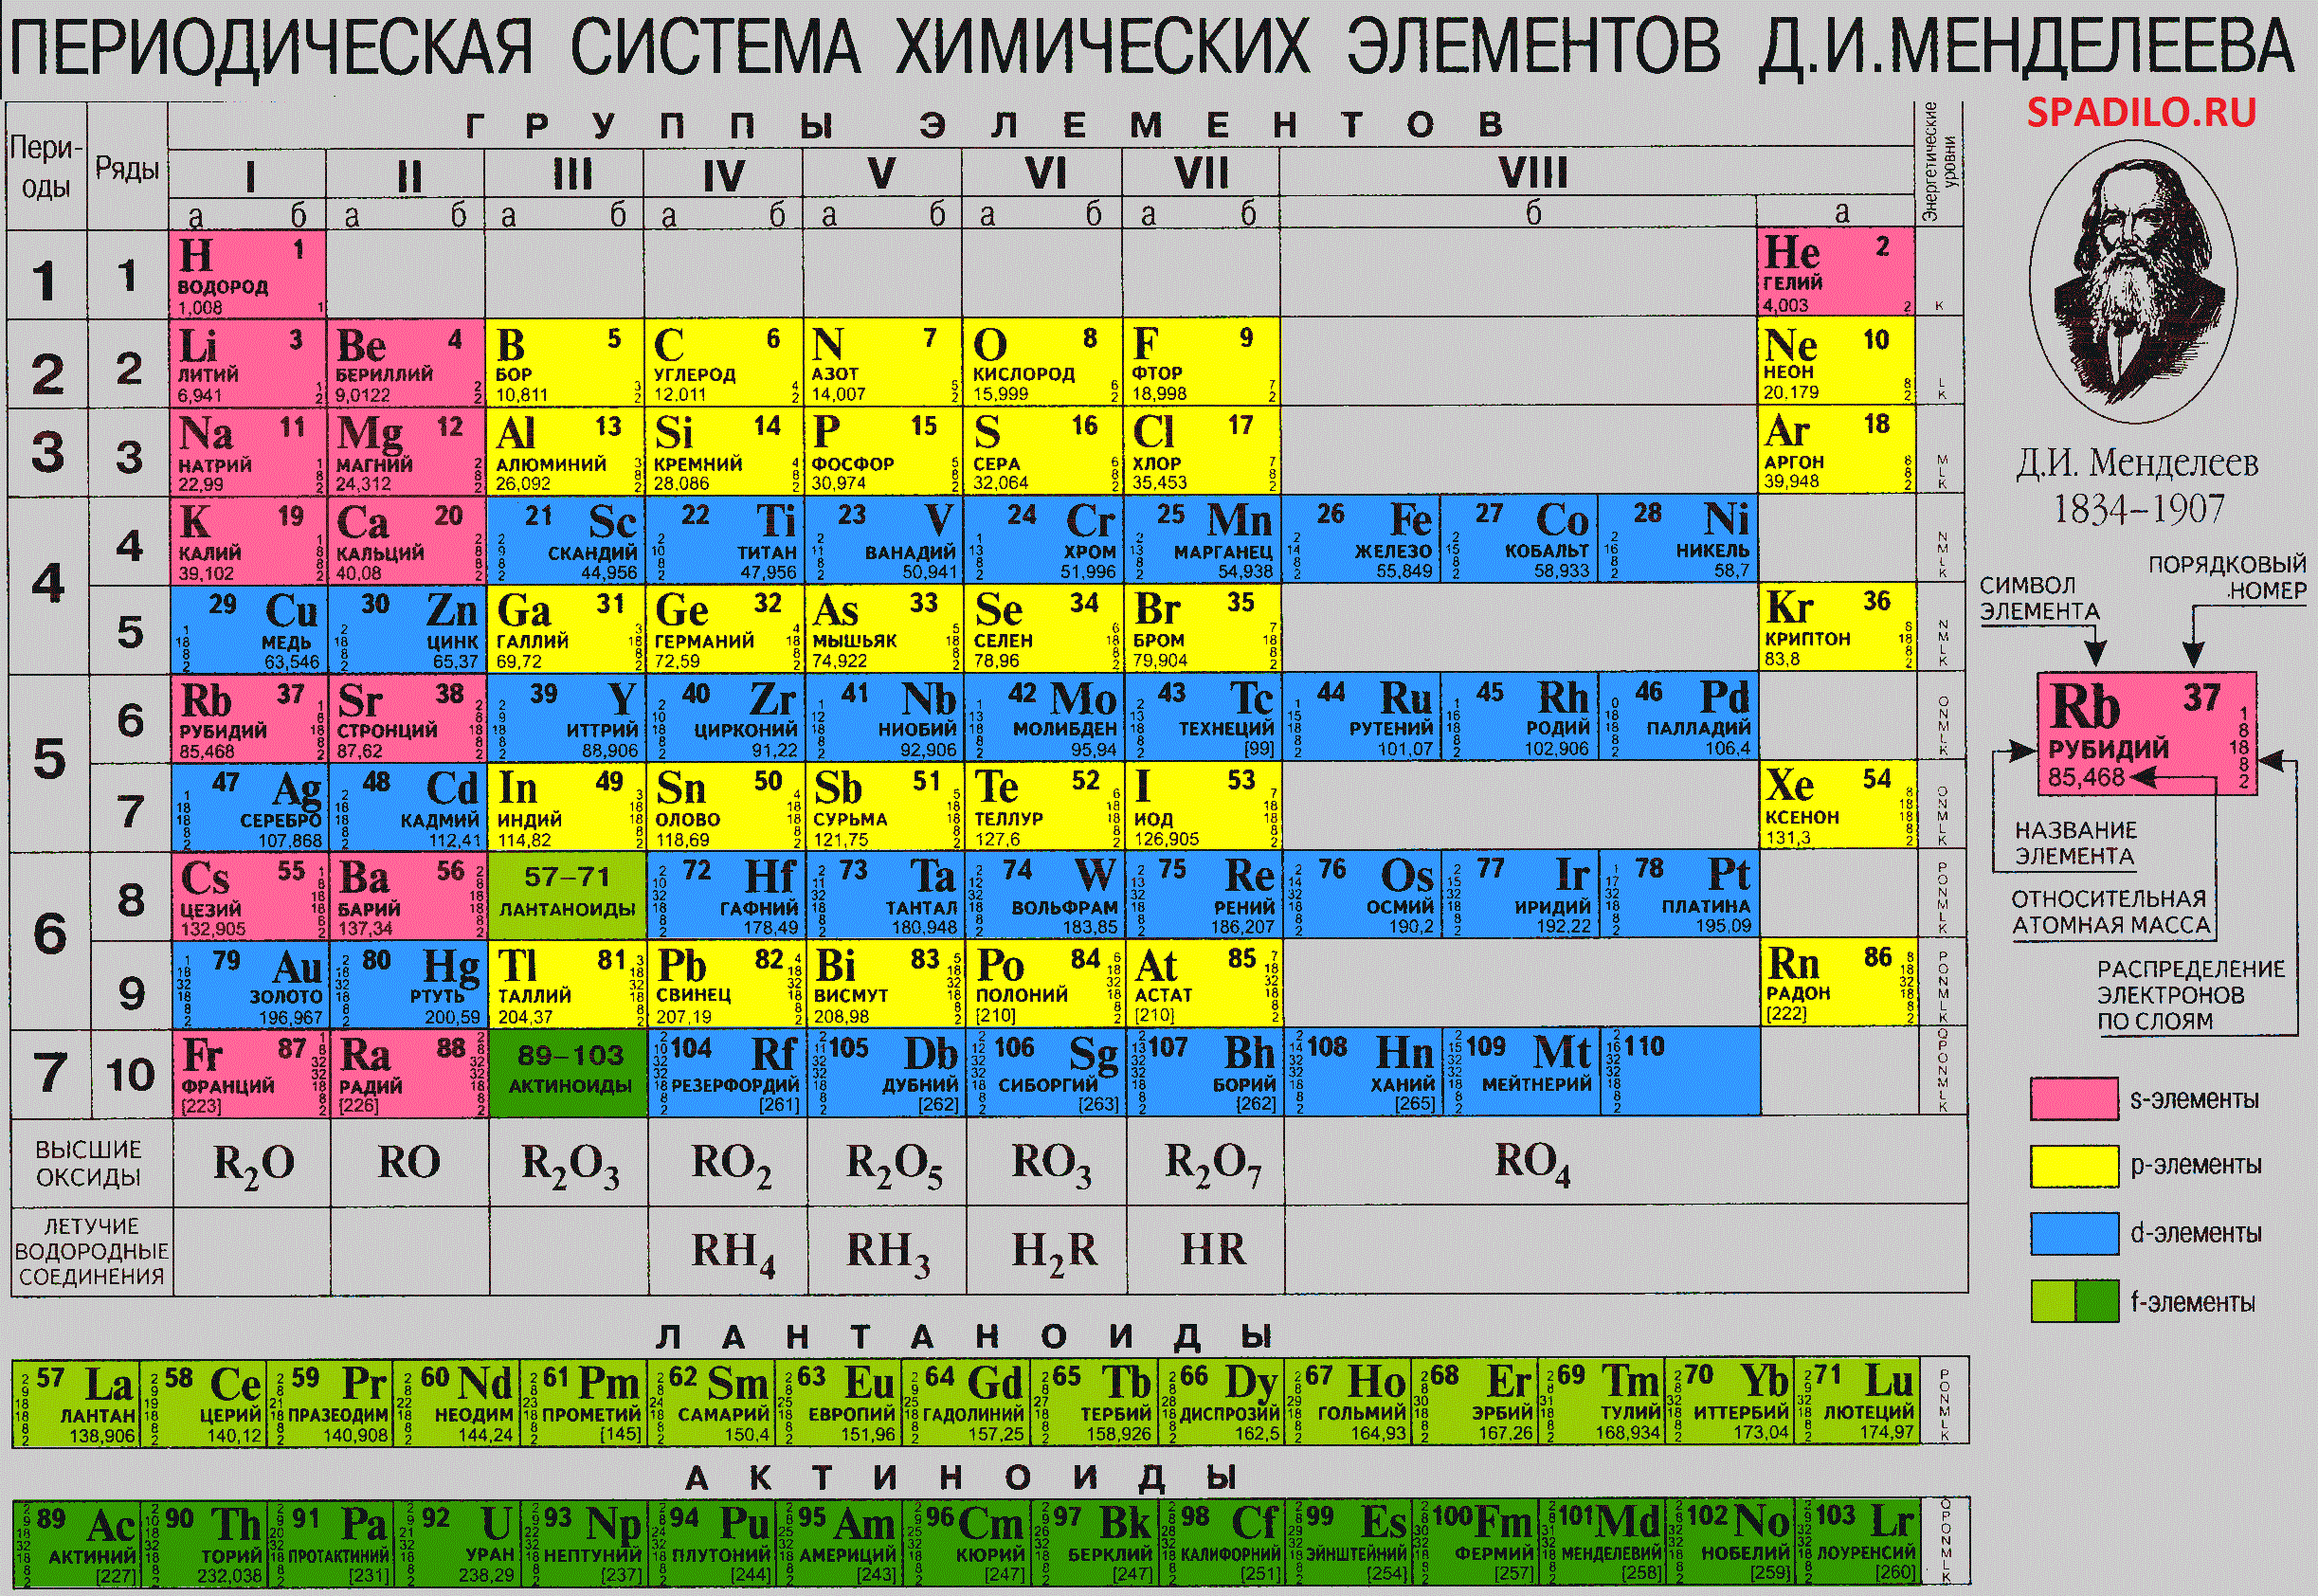 ПЕРИОДИЧЕСКАЯ СИСТЕМА ХИМИЧЕСКИХ ЭЛЕМЕНТОВ Д.И.МЕНДЕЛЕЕВА
SPADILO.RU
Пери-
оды
Ряды
ГРУППЫ ЭЛЕМЕНТОВ
Энергетические
уровни
I II III IV V VI VII VIII
а б а б а б а б а б а б а б б а
1 1
H 1
ВОДОРОД
1,008
He 2
ГЕЛИЙ
4,003
2 2
Li 3
ЛИТИЙ
6,941
Be 4
БЕРИЛЛИЙ
9,0122
B 5
БОР
10,811
C 6
УГЛЕРОД
12.011
N 7
АЗОТ
14,007
O 8
КИСЛОРОД
15,999
F 9
ФТОР
18,998
Ne 10
НЕОН
20.179
3 3
Na 11
НАТРИЙ
22,99
Mg 12
МАГНИЙ
24,312
Al 13
АЛЮМИНИЙ
26,092
Si 14
КРЕМНИЙ
28,086
P 15
ФОСФОР
30,974
S 16
СЕРА
32,064
Cl 17
ХЛОР
35,453
Ar 18
АРГОН
39,948
4 4
K 19
КАЛИЙ
39,102
Ca 20
КАЛЬЦИЙ
40,08
21 Sc
СКАНДИЙ
44,956
22 Ti
ТИТАН
47,956
23 V
ВАНАДИЙ
50,941
24 Cr
ХРОМ
51,996
25 Mn
МАРГАНЕЦ
54,938
26 Fe
ЖЕЛЕЗО
55,849
27 Co
КОБАЛЬТ
58,933
28 Ni
НИКЕЛЬ
58,7
5
29 Cu
МЕДЬ
63,546
30 Zn
ЦИНК
65,37
Ga 31
ГАЛЛИЙ
69,72
Ge 32
ГЕРМАНИЙ
72,59
As 33
МЫШЬЯК
74,922
Se 34
СЕЛЕН
78,96
Br 35
БРОМ
79,904
Kr 36
КРИПТОН
83,8
5 6
Rb 37
РУБИДИЙ
85,468
Sr 38
СТРОНЦИЙ
87,62
39 Y
ИТТРИЙ
88,906
40 Zr
ЦИРКОНИЙ
91,22
41 Nb
НИОБИЙ
92,906
42 Mo
МОЛИБДЕН
95,94
43 Tc
ТЕХНЕЦИЙ
[99]
44 Ru
РУТЕНИЙ
101,07
45 Rh
РОДИЙ
102,906
46 Pd
ПАЛЛАДИЙ
106,4
7
47 Ag
СЕРЕБРО
107,868
48 Cd
КАДМИЙ
112,41
In 49
ИНДИЙ
114,82
Sn 50
ОЛОВО
118,69
Sb 51
СУРЬМА
121,75
Te 52
ТЕЛЛУР
127,6
I 53
ИОД
126,905
Xe 54
КСЕНОН
131,3
6 8
Cs 55
ЦЕЗИЙ
132,905
Ba 56
БАРИЙ
137,34
57–71
ЛАНТАНОИДЫ
72 Hf
ГАФНИЙ
178,49
73 Ta
ТАНТАЛ
180,948
74 W
ВОЛЬФРАМ
183,85
75 Re
РЕНИЙ
186,207
76 Os
ОСМИЙ
190,2
77 Ir
ИРИДИЙ
192,22
78 Pt
ПЛАТИНА
195,09
9
79 Au
ЗОЛОТО
196,967
80 Hg
РТУТЬ
200,59
Tl 81
ТАЛЛИЙ
204,37
Pb 82
СВИНЕЦ
207,19
Bi 83
ВИСМУТ
208,98
Po 84
ПОЛОНИЙ
[210]
At 85
АСТАТ
[210]
Rn 86
РАДОН
[222]
7 10
Fr 87
ФРАНЦИЙ
[223]
Ra 88
РАДИЙ
[226]
89–103
АКТИНОИДЫ
104 Rf
РЕЗЕРФОРДИЙ
[261]
105 Db
ДУБНИЙ
[262]
106 Sg
СИБОРГИЙ
[263]
107 Bh
БОРИЙ
[262]
108 Hn
ХАНИЙ
[265]
109 Mt
МЕЙТНЕРИЙ
110
ВЫСШИЕ
ОКСИДЫ
R₂O RO R₂O₃ RO₂ R₂O₅ RO₃ R₂O₇ RO₄
ЛЕТУЧИЕ
ВОДОРОДНЫЕ
СОЕДИНЕНИЯ
RH₄ RH₃ H₂R HR
ЛАНТАНОИДЫ
57 La
ЛАНТАН
138,906
58 Ce
ЦЕРИЙ
140,12
59 Pr
ПРАЗЕОДИМ
140,908
60 Nd
НЕОДИМ
144,24
61 Pm
ПРОМЕТИЙ
[145]
62 Sm
САМАРИЙ
150,4
63 Eu
ЕВРОПИЙ
151,96
64 Gd
ГАДОЛИНИЙ
157,25
65 Tb
ТЕРБИЙ
158,926
66 Dy
ДИСПРОЗИЙ
162,5
67 Ho
ГОЛЬМИЙ
164,93
68 Er
ЭРБИЙ
167,26
69 Tm
ТУЛИЙ
168,934
70 Yb
ИТТЕРБИЙ
173,04
71 Lu
ЛЮТЕЦИЙ
174,97
АКТИНОИДЫ
89 Ac
АКТИНИЙ
[227]
90 Th
ТОРИЙ
232,038
91 Pa
ПРОТАКТИНИЙ
[231]
92 U
УРАН
238,29
93 Np
НЕПТУНИЙ
[237]
94 Pu
ПЛУТОНИЙ
[244]
95 Am
АМЕРИЦИЙ
[243]
96 Cm
КЮРИЙ
[247]
97 Bk
БЕРКЛИЙ
[247]
98 Cf
КАЛИФОРНИЙ
[251]
99 Es
ЭЙНШТЕЙНИЙ
[254]
100 Fm
ФЕРМИЙ
[257]
101 Md
МЕНДЕЛЕВИЙ
[258]
102 No
НОБЕЛИЙ
[259]
103 Lr
ЛОУРЕНСИЙ
[260]
Д.И. Менделеев
1834–1907
ПОРЯДКОВЫЙ
НОМЕР
СИМВОЛ
ЭЛЕМЕНТА
Rb 37
РУБИДИЙ
85,468
1
8
18
8
2
НАЗВАНИЕ
ЭЛЕМЕНТА
ОТНОСИТЕЛЬНАЯ
АТОМНАЯ МАССА
РАСПРЕДЕЛЕНИЕ
ЭЛЕКТРОНОВ
ПО СЛОЯМ
s-элементы
p-элементы
d-элементы
f-элементы